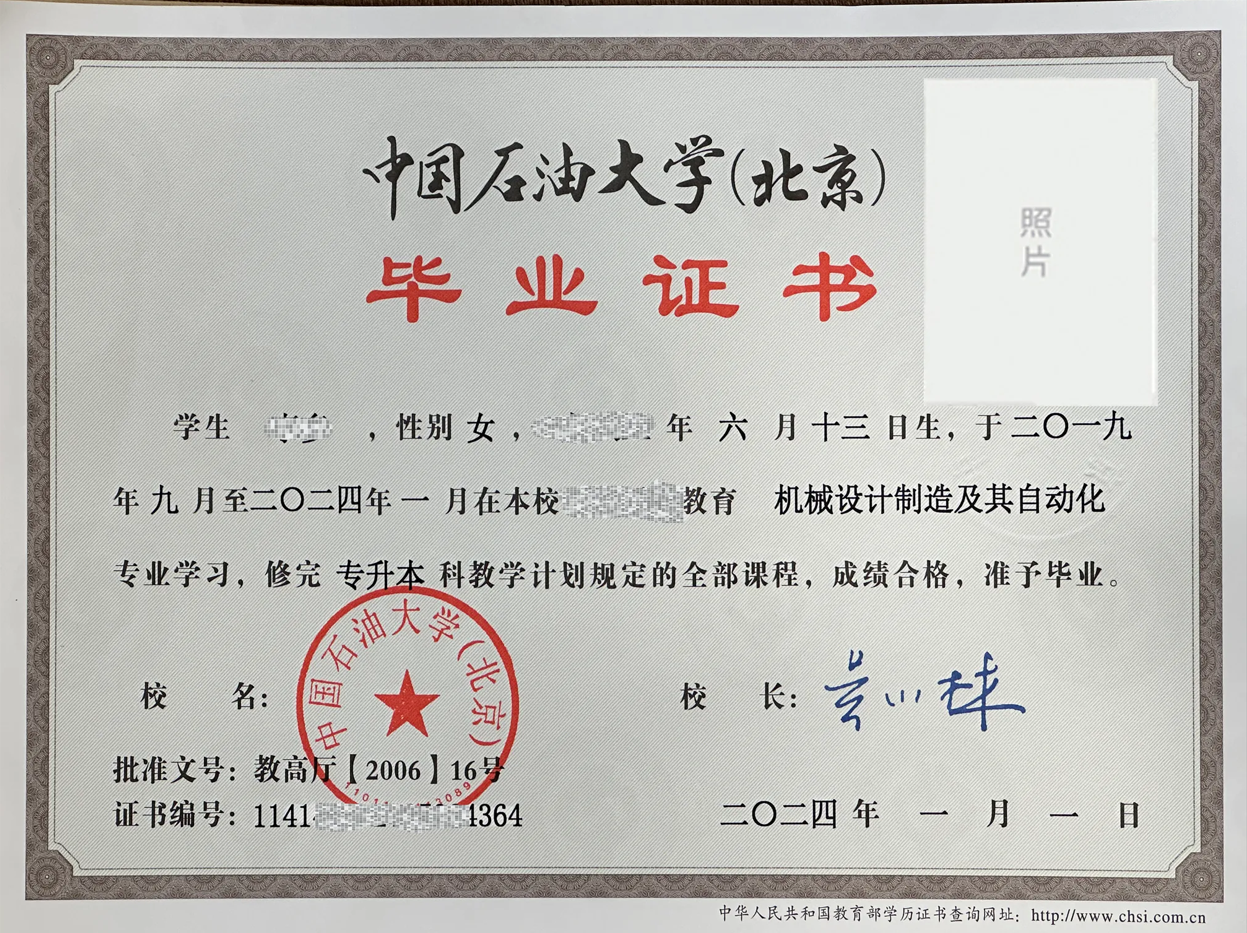 中国石油大学(北京)
毕业证书
照片
学生 ,性别 女, 年 六 月 十三 日生,于 二〇一九
年 九 月至二〇二四年 一 月在本校 教育 机械设计制造及其自动化
专业学习,修完 专升本 科教学计划规定的全部课程,成绩合格,准予毕业。
中国石油大学(北京)
校 名:
校 长:
批准文号:教高厅【2006】16号
证书编号:1141 4364
二〇二四 年 一 月 一 日
中华人民共和国教育部学历证书查询网址:http://www.chsi.com.cn